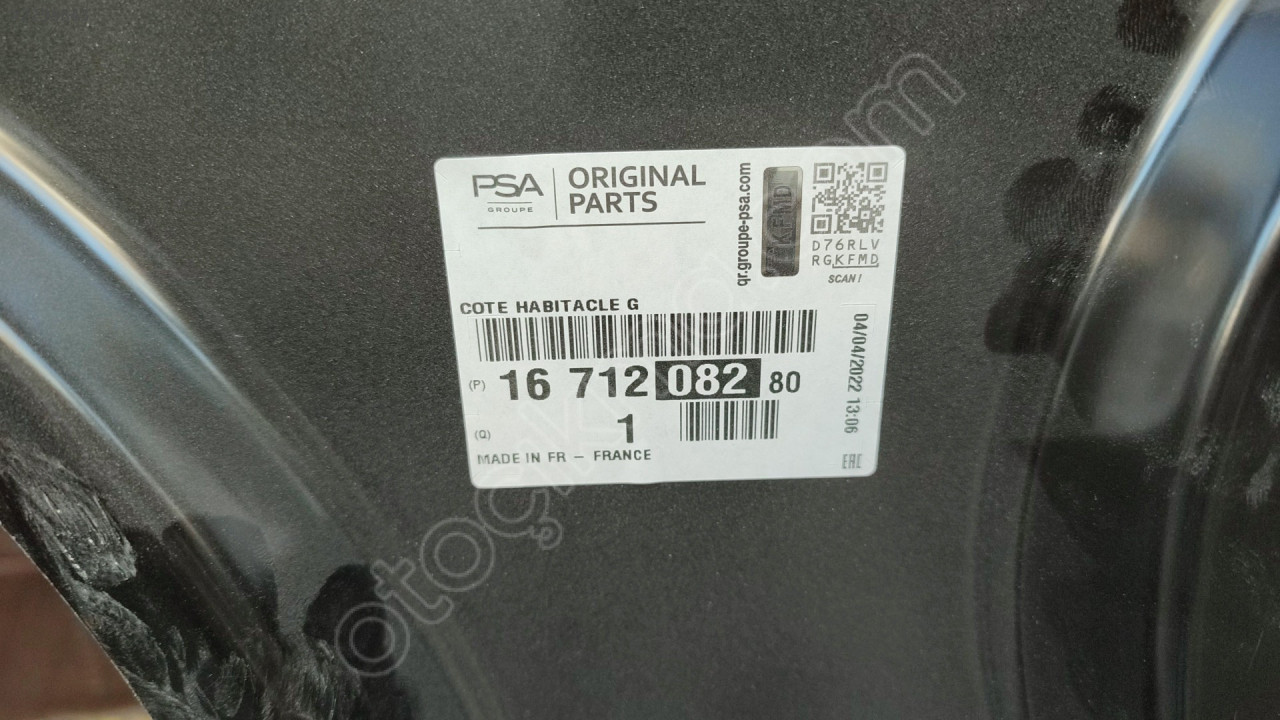 PSA
GROUPE
ORIGINAL
PARTS
qr.groupe-psa.com
KFMD
D76RLV
RGKFMD
SCAN!
COTE HABITACLE G
(P) 16 712 082 80
(Q) 1
MADE IN FR – FRANCE
04/04/2022 13:06
EAC